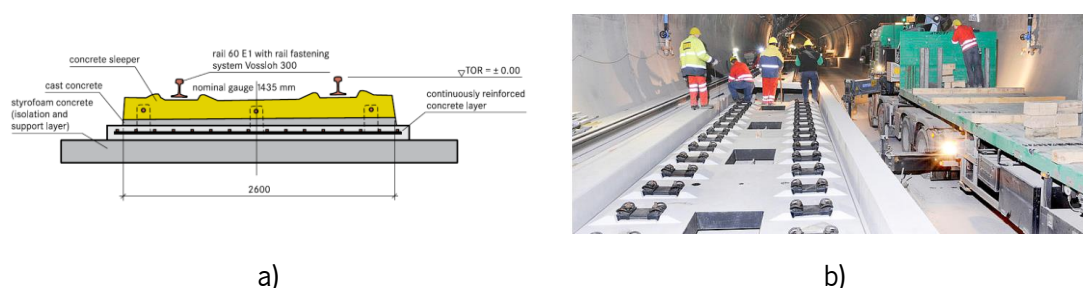 rail 60 E1 with rail fastening
system Vossloh 300
concrete sleeper
▽TOR = ± 0.00
cast concrete
nominal gauge 1435 mm
styrofoam concrete
(isolation and
support layer)
continuously reinforced
concrete layer
2600
a)
b)